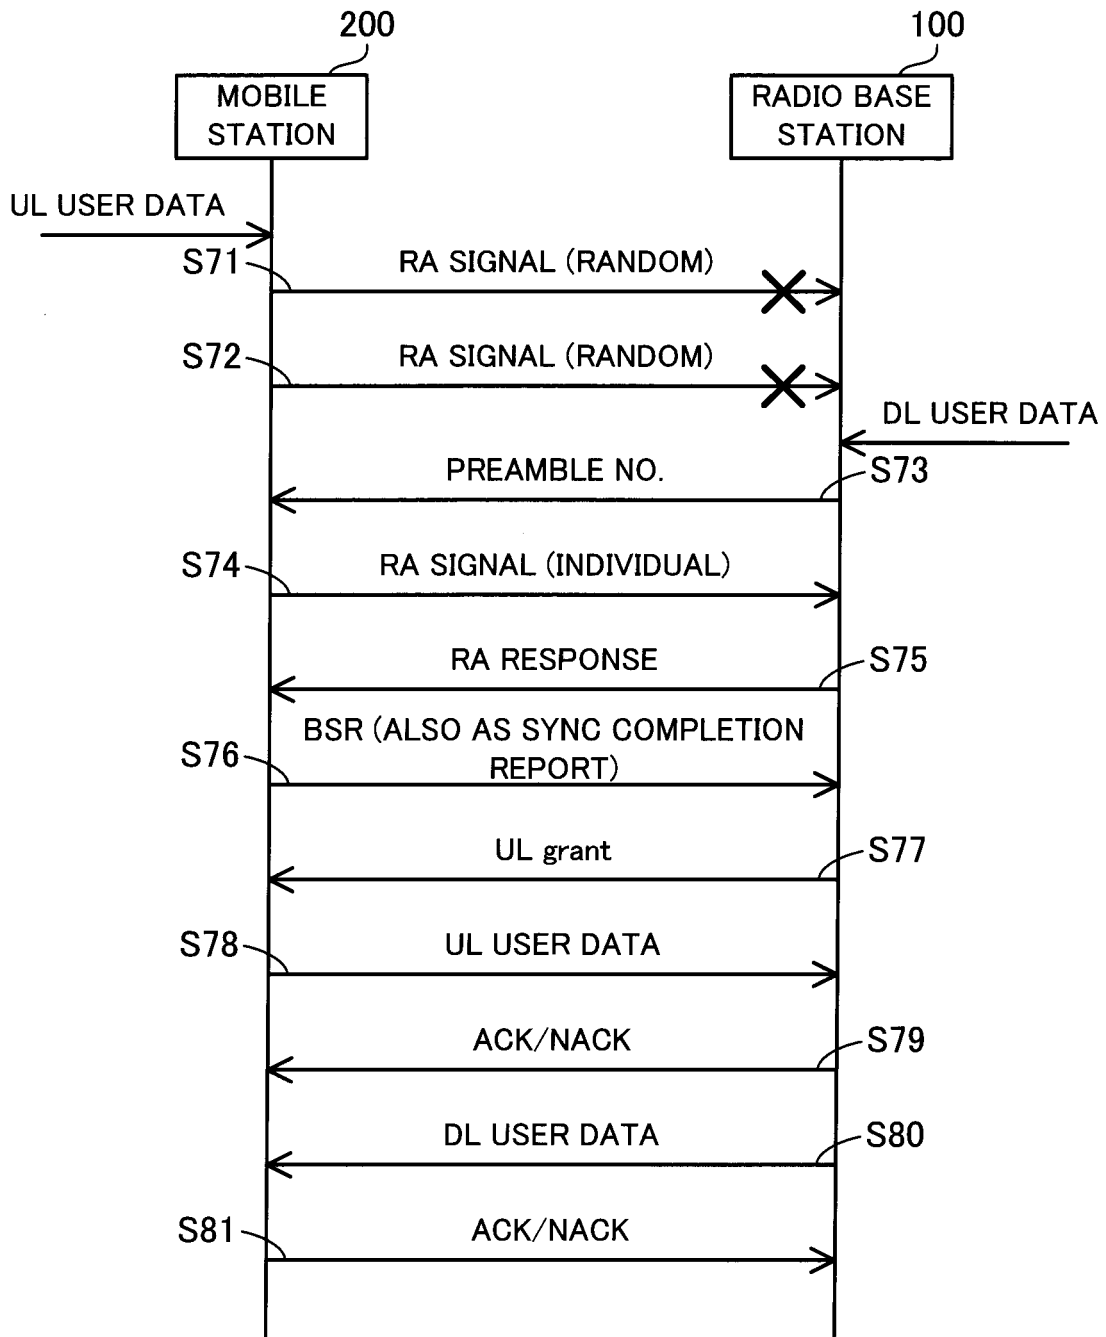 200
100
MOBILE
STATION
RADIO BASE
STATION
UL USER DATA
S71
RA SIGNAL (RANDOM)
S72
RA SIGNAL (RANDOM)
DL USER DATA
PREAMBLE NO.
S73
S74
RA SIGNAL (INDIVIDUAL)
RA RESPONSE
S75
BSR (ALSO AS SYNC COMPLETION
REPORT)
S76
UL grant
S77
S78
UL USER DATA
ACK/NACK
S79
DL USER DATA
S80
S81
ACK/NACK